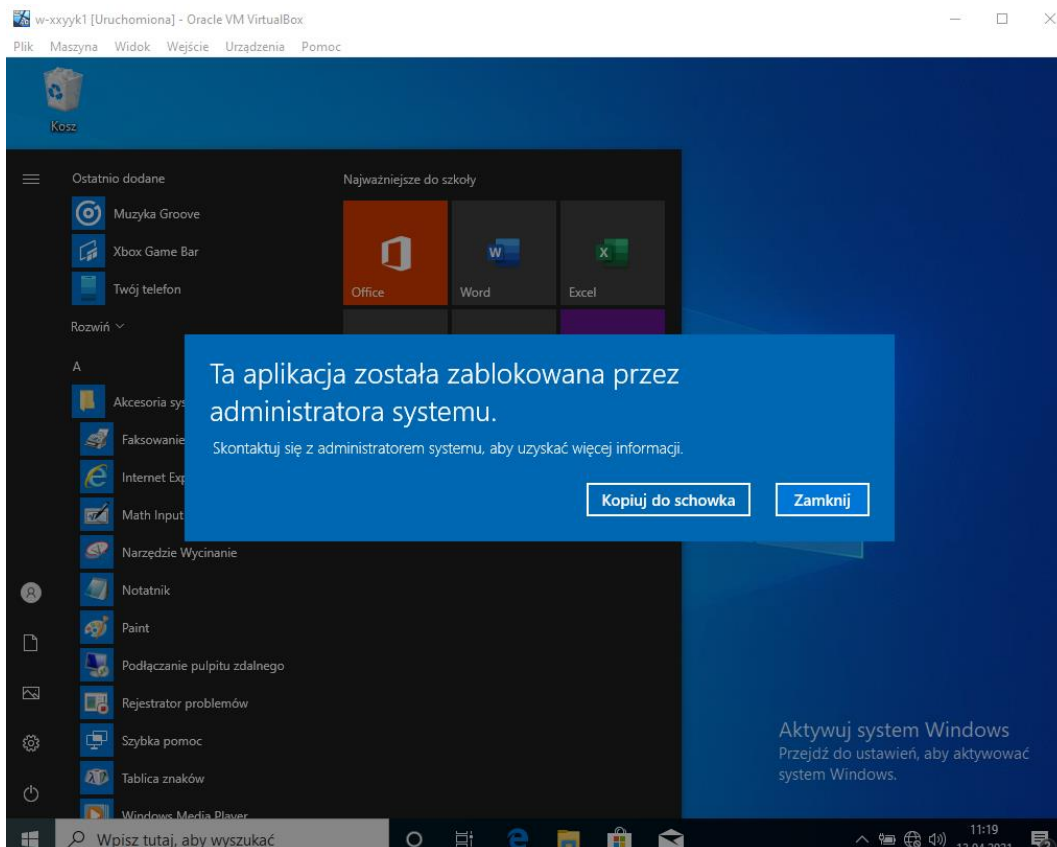 w-xxyyk1 [Uruchomiona] - Oracle VM VirtualBox
Plik Maszyna Widok Wejście Urządzenia Pomoc
Kosz
Ostatnio dodane
Najważniejsze do szkoły
Muzyka Groove
Xbox Game Bar
Twój telefon
Office
Word
Excel
Rozwiń
A
Akcesoria sys
Faksowanie
Internet Exp
Math Input
Narzędzie Wycinanie
Notatnik
Paint
Podłączanie pulpitu zdalnego
Rejestrator problemów
Szybka pomoc
Tablica znaków
Windows Media Player
Ta aplikacja została zablokowana przez
administratora systemu.
Skontaktuj się z administratorem systemu, aby uzyskać więcej informacji.
Kopiuj do schowka
Zamknij
Aktywuj system Windows
Przejdź do ustawień, aby aktywować
system Windows.
Wpisz tutaj, aby wyszukać
11:19